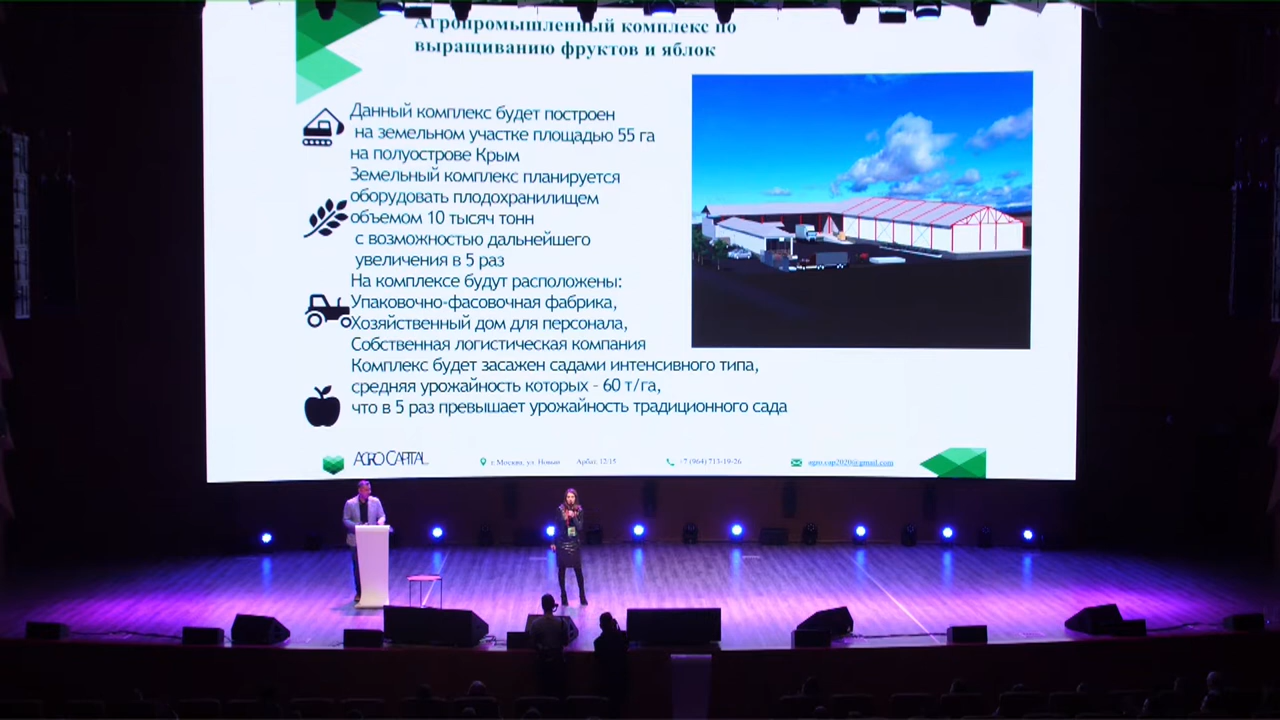 Агропромышленный комплекс по
выращиванию фруктов и яблок
Данный комплекс будет построен
на земельном участке площадью 55 га
на полуострове Крым
Земельный комплекс планируется
оборудовать плодохранилищем
объемом 10 тысяч тонн
с возможностью дальнейшего
увеличения в 5 раз
На комплексе будут расположены:
Упаковочно-фасовочная фабрика,
Хозяйственный дом для персонала,
Собственная логистическая компания
Комплекс будет засажен садами интенсивного типа,
средняя урожайность которых - 60 т/га,
что в 5 раз превышает урожайность традиционного сада
AGRO CAPITAL
г. Москва, ул. Новый Арбат, 12/15
+7 (964) 713-19-26
agro.cap2020@gmail.com